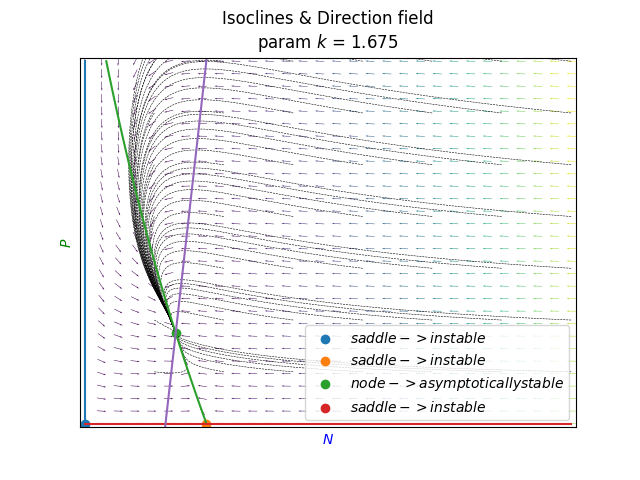 Isoclines & Direction field
param k = 1.675
P
saddle -> instable
saddle -> instable
node -> asymptoticallystable
saddle -> instable
N